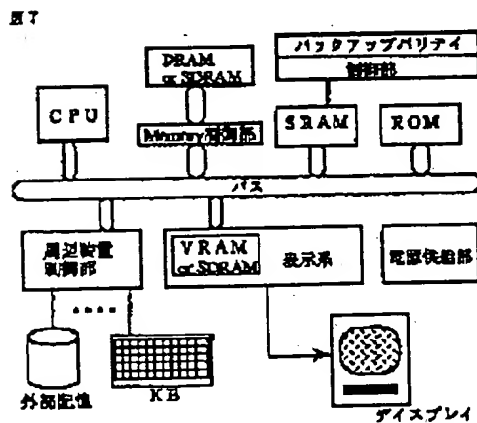 図7
DRAM
or SDRAM
バックアップバリデイ
制御部
CPU
Memory制御部
SRAM
ROM
バス
周辺装置
制御部
VRAM
or SDRAM
表示系
電源供給部
外部記憶
KB
ディスプレイ